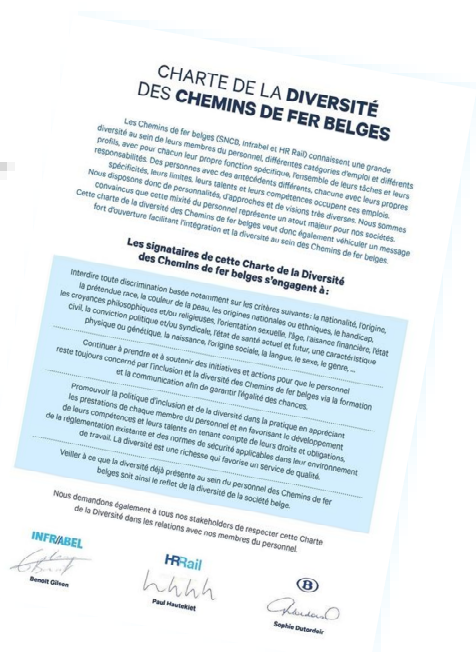 CHARTE DE LA DIVERSITÉ
DES CHEMINS DE FER BELGES
Les Chemins de fer belges (SNCB, Infrabel et HR Rail) connaissent une grande
diversité au sein de leurs membres du personnel, différentes catégories d'emploi et différents
profils, avec pour chacun leur propre fonction spécifique, l'ensemble de leurs tâches et leurs
responsabilités. Des personnes avec des antécédents différents, chacune avec leurs propres
spécificités, leurs limites, leurs talents et leurs compétences occupent ces emplois.
Nous disposons donc de personnalités, d'approches et de visions très diverses. Nous sommes
convaincus que cette mixité du personnel représente un atout majeur pour nos sociétés.
Cette charte de la diversité des Chemins de fer belges veut donc également véhiculer un message
fort d'ouverture facilitant l'intégration et la diversité au sein des Chemins de fer belges.
Les signataires de cette Charte de la Diversité
des Chemins de fer belges s'engagent à :
Interdire toute discrimination basée notamment sur les critères suivants : la nationalité, l'origine,
la prétendue race, la couleur de la peau, les origines nationales ou ethniques, le handicap,
les croyances philosophiques et/ou religieuses, l'orientation sexuelle, l'âge, l'aisance financière, l'état
civil, la conviction politique et/ou syndicale, l'état de santé actuel et futur, une caractéristique
physique ou génétique, la naissance, l'origine sociale, la langue, le sexe, le genre, ...
Continuer à prendre et à soutenir des initiatives et actions pour que le personnel
reste toujours concerné par l'inclusion et la diversité des Chemins de fer belges via la formation
et la communication afin de garantir l'égalité des chances.
Promouvoir la politique d'inclusion et de la diversité dans la pratique en appréciant
les prestations de chaque membre du personnel et en favorisant le développement
de leurs compétences et leurs talents en tenant compte de leurs droits et obligations,
de la réglementation existante et des normes de sécurité applicables dans leur environnement
de travail. La diversité est une richesse qui favorise un service de qualité.
Veiller à ce que la diversité déjà présente au sein du personnel des Chemins de fer
belges soit ainsi le reflet de la diversité de la société belge.
Nous demandons également à tous nos stakeholders de respecter cette Charte
de la Diversité dans les relations avec nos membres du personnel.
INFRABEL
Benoit Gilson
HRRail
Paul Hautekiet
B
Sophie Dutordoir